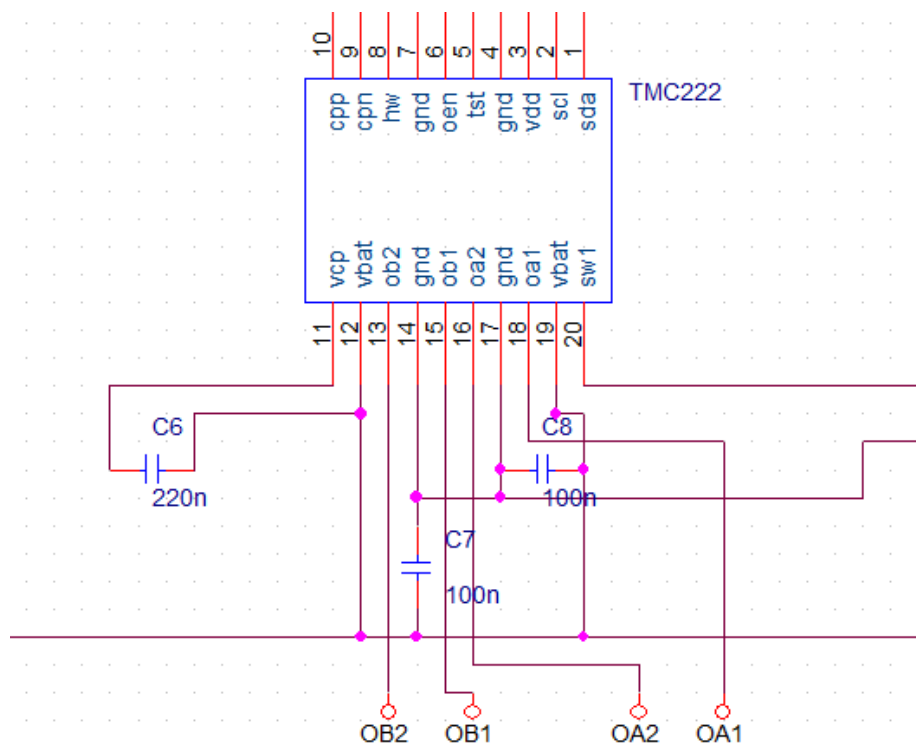 10 9 8 7 6 5 4 3 2 1
TMC222
cpp cpn hw gnd oen tst gnd vdd scl sda
vcp vbat ob2 gnd ob1 oa2 gnd oa1 vbat sw1
11 12 13 14 15 16 17 18 19 20
C6
220n
C8
100n
C7
100n
OB2 OB1 OA2 OA1